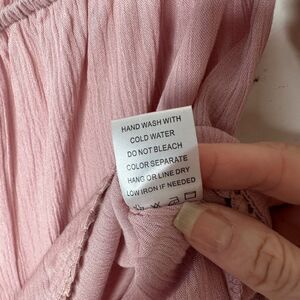 HAND WASH WITH
COLD WATER
DO NOT BLEACH
COLOR SEPARATE
HANG OR LINE DRY
LOW IRON IF NEEDED